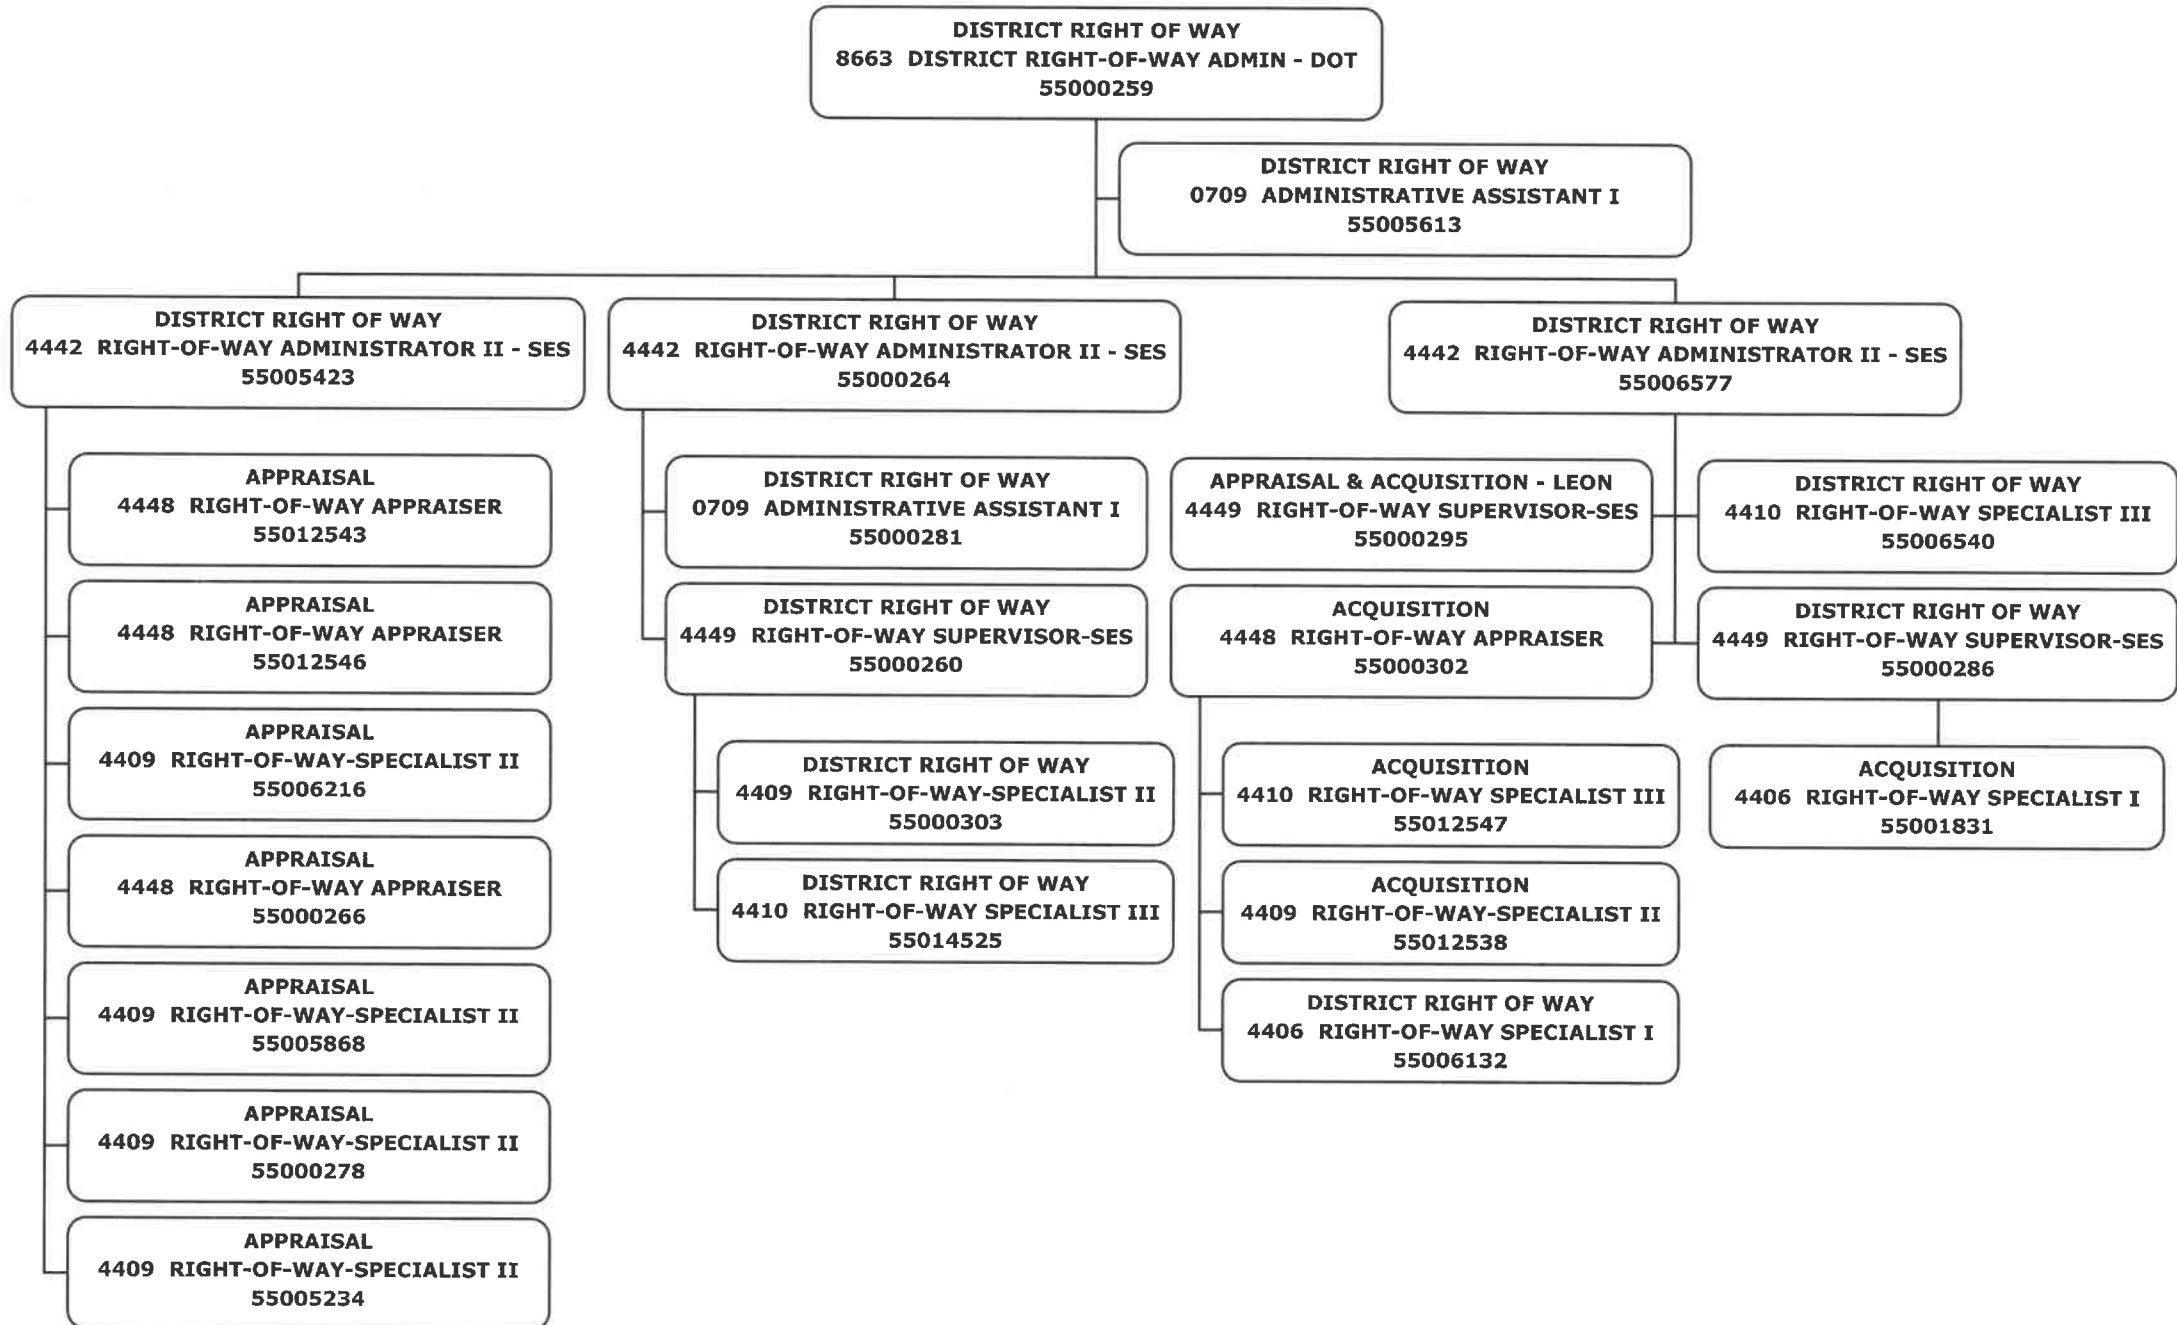 DISTRICT RIGHT OF WAY
8663 DISTRICT RIGHT-OF-WAY ADMIN - DOT
55000259
DISTRICT RIGHT OF WAY
0709 ADMINISTRATIVE ASSISTANT I
55005613
DISTRICT RIGHT OF WAY
4442 RIGHT-OF-WAY ADMINISTRATOR II - SES
55005423
APPRAISAL
4448 RIGHT-OF-WAY APPRAISER
55012543
APPRAISAL
4448 RIGHT-OF-WAY APPRAISER
55012546
APPRAISAL
4409 RIGHT-OF-WAY-SPECIALIST II
55006216
APPRAISAL
4448 RIGHT-OF-WAY APPRAISER
55000266
APPRAISAL
4409 RIGHT-OF-WAY-SPECIALIST II
55005868
APPRAISAL
4409 RIGHT-OF-WAY-SPECIALIST II
55000278
APPRAISAL
4409 RIGHT-OF-WAY-SPECIALIST II
55005234
DISTRICT RIGHT OF WAY
4442 RIGHT-OF-WAY ADMINISTRATOR II - SES
55000264
DISTRICT RIGHT OF WAY
0709 ADMINISTRATIVE ASSISTANT I
55000281
DISTRICT RIGHT OF WAY
4449 RIGHT-OF-WAY SUPERVISOR-SES
55000260
DISTRICT RIGHT OF WAY
4409 RIGHT-OF-WAY-SPECIALIST II
55000303
DISTRICT RIGHT OF WAY
4410 RIGHT-OF-WAY SPECIALIST III
55014525
DISTRICT RIGHT OF WAY
4442 RIGHT-OF-WAY ADMINISTRATOR II - SES
55006577
APPRAISAL & ACQUISITION - LEON
4449 RIGHT-OF-WAY SUPERVISOR-SES
55000295
DISTRICT RIGHT OF WAY
4410 RIGHT-OF-WAY SPECIALIST III
55006540
ACQUISITION
4448 RIGHT-OF-WAY APPRAISER
55000302
ACQUISITION
4410 RIGHT-OF-WAY SPECIALIST III
55012547
ACQUISITION
4409 RIGHT-OF-WAY-SPECIALIST II
55012538
DISTRICT RIGHT OF WAY
4406 RIGHT-OF-WAY SPECIALIST I
55006132
DISTRICT RIGHT OF WAY
4449 RIGHT-OF-WAY SUPERVISOR-SES
55000286
ACQUISITION
4406 RIGHT-OF-WAY SPECIALIST I
55001831